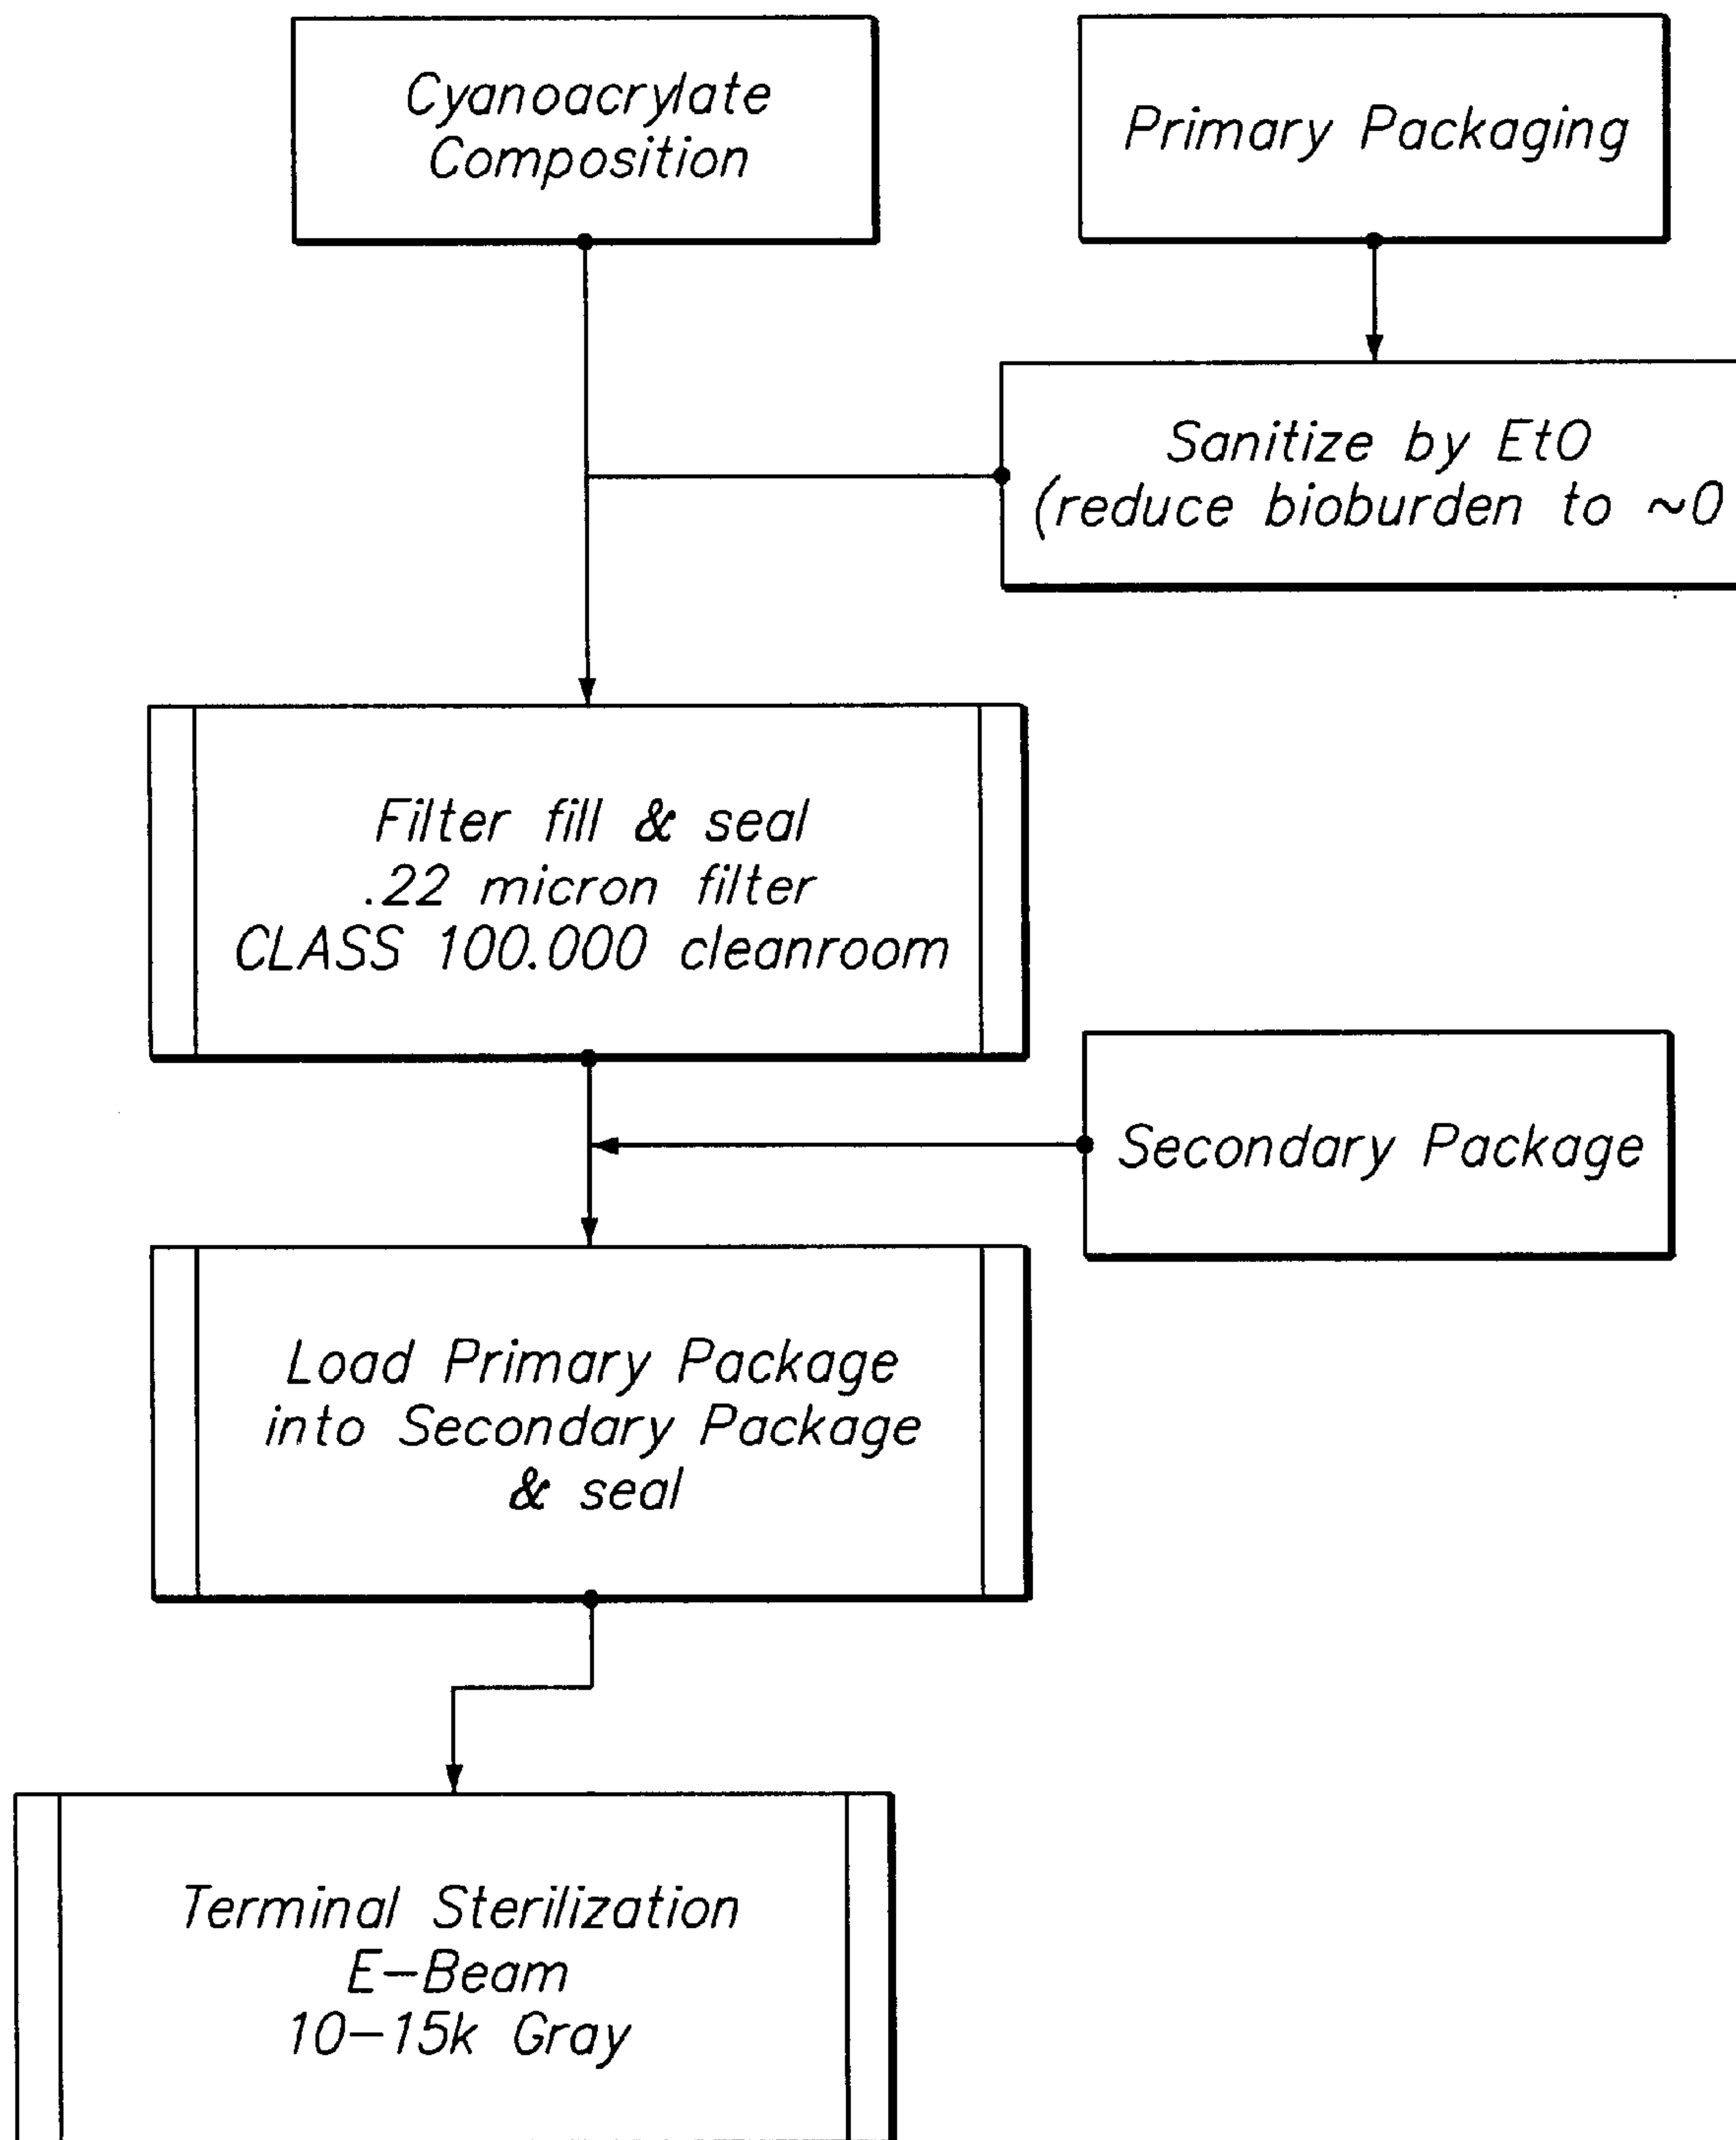 Cyanoacrylate
Composition
Primary Packaging
Sanitize by EtO
(reduce bioburden to ~0
Filter fill & seal
.22 micron filter
CLASS 100.000 cleanroom
Secondary Package
Load Primary Package
into Secondary Package
& seal
Terminal Sterilization
E-Beam
10-15k Gray